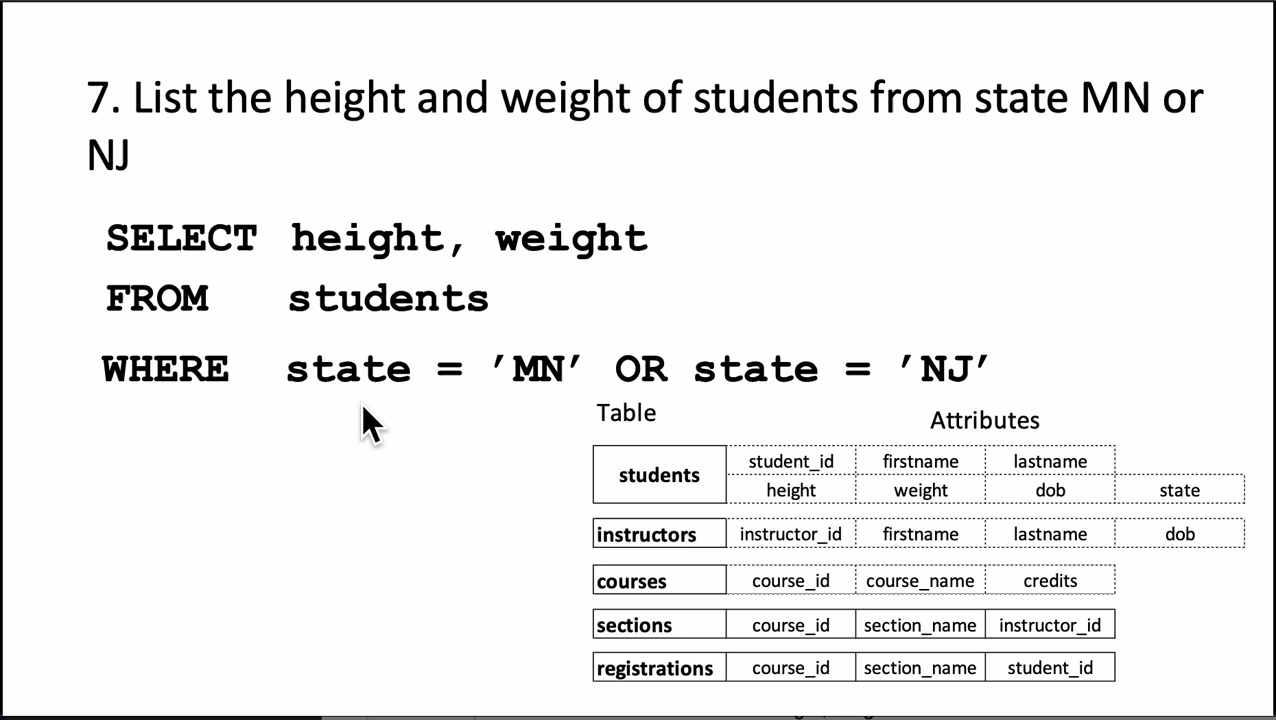 7. List the height and weight of students from state MN or
NJ
SELECT height, weight
FROM students
WHERE state = ’MN’ OR state = ’NJ’
Table Attributes
students student_id firstname lastname
height weight dob state
instructors instructor_id firstname lastname dob
courses course_id course_name credits
sections course_id section_name instructor_id
registrations course_id section_name student_id